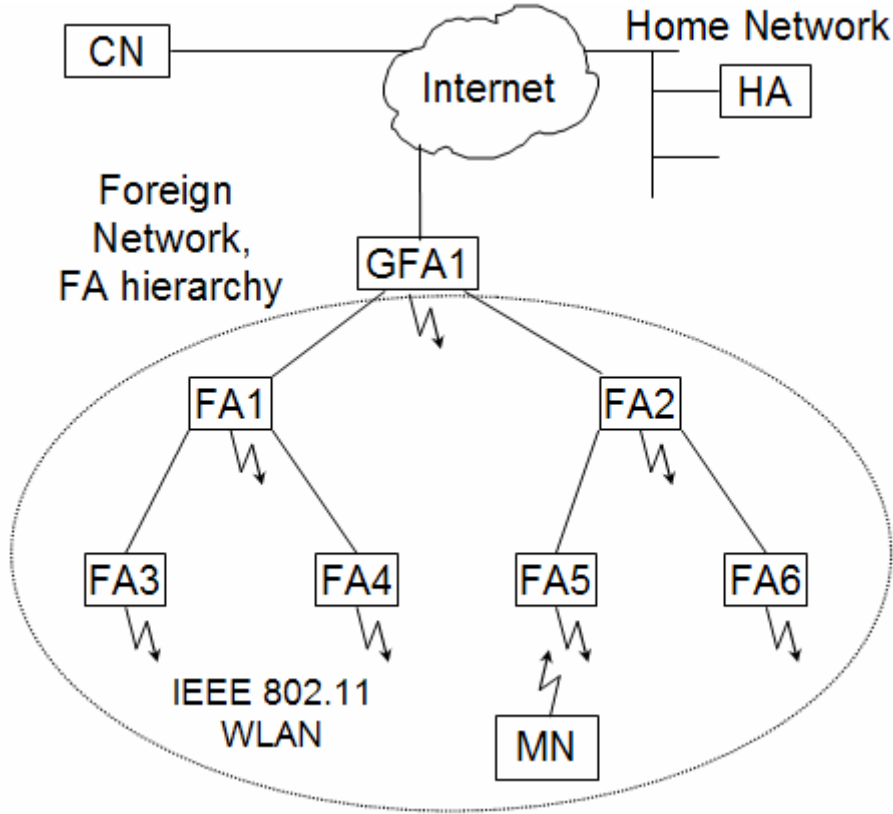 Home Network
CN
Internet
HA
Foreign
Network,
FA hierarchy
GFA1
FA1
FA2
FA3
FA4
FA5
FA6
IEEE 802.11
WLAN
MN